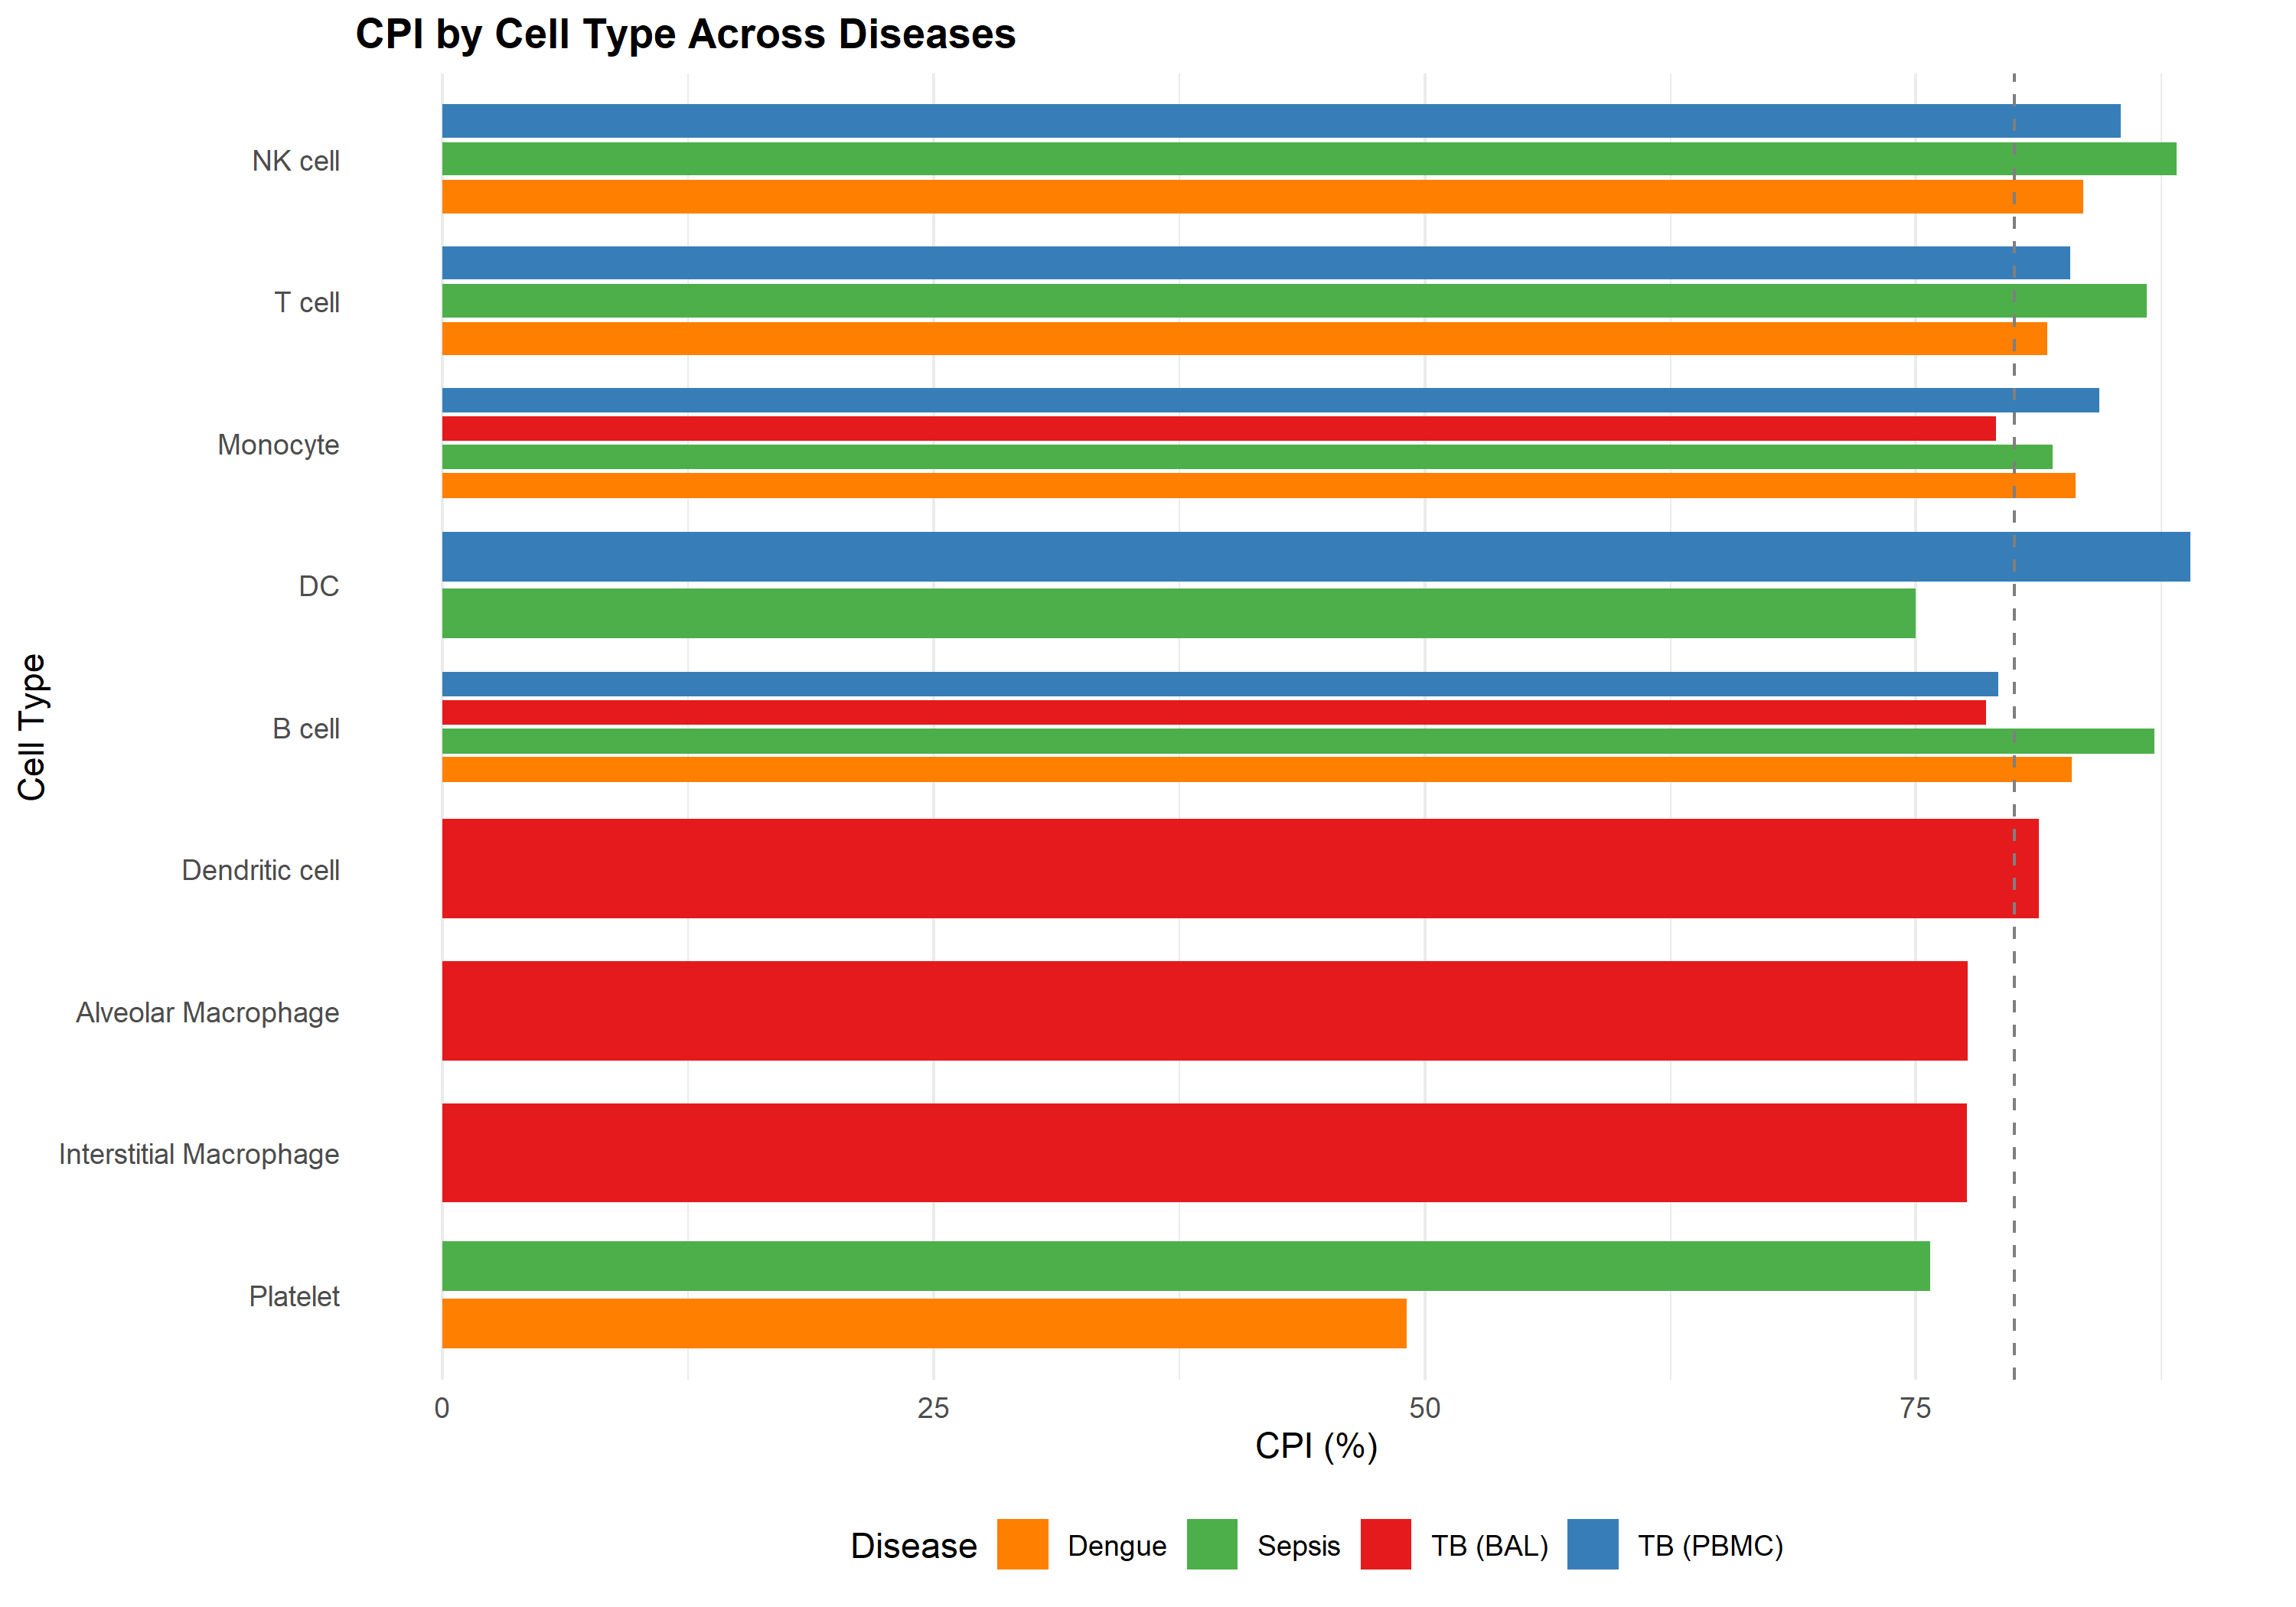 CPI by Cell Type Across Diseases
NK cell
T cell
Monocyte
DC
B cell
Dendritic cell
Alveolar Macrophage
Interstitial Macrophage
Platelet
Cell Type
0 25 50 75
CPI (%)
Disease Dengue Sepsis TB (BAL) TB (PBMC)